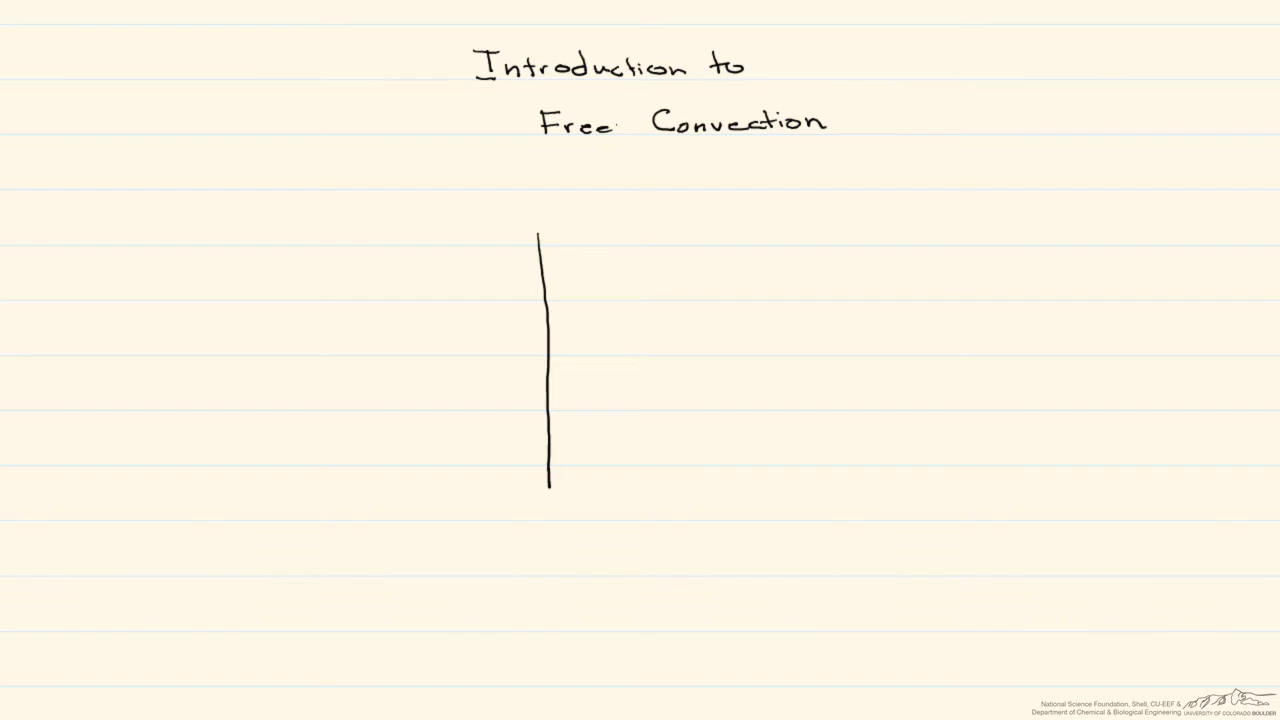 Introduction to
Free Convection
National Science Foundation, Shell, CU-EEF &
Department of Chemical & Biological Engineering
UNIVERSITY OF COLORADO BOULDER